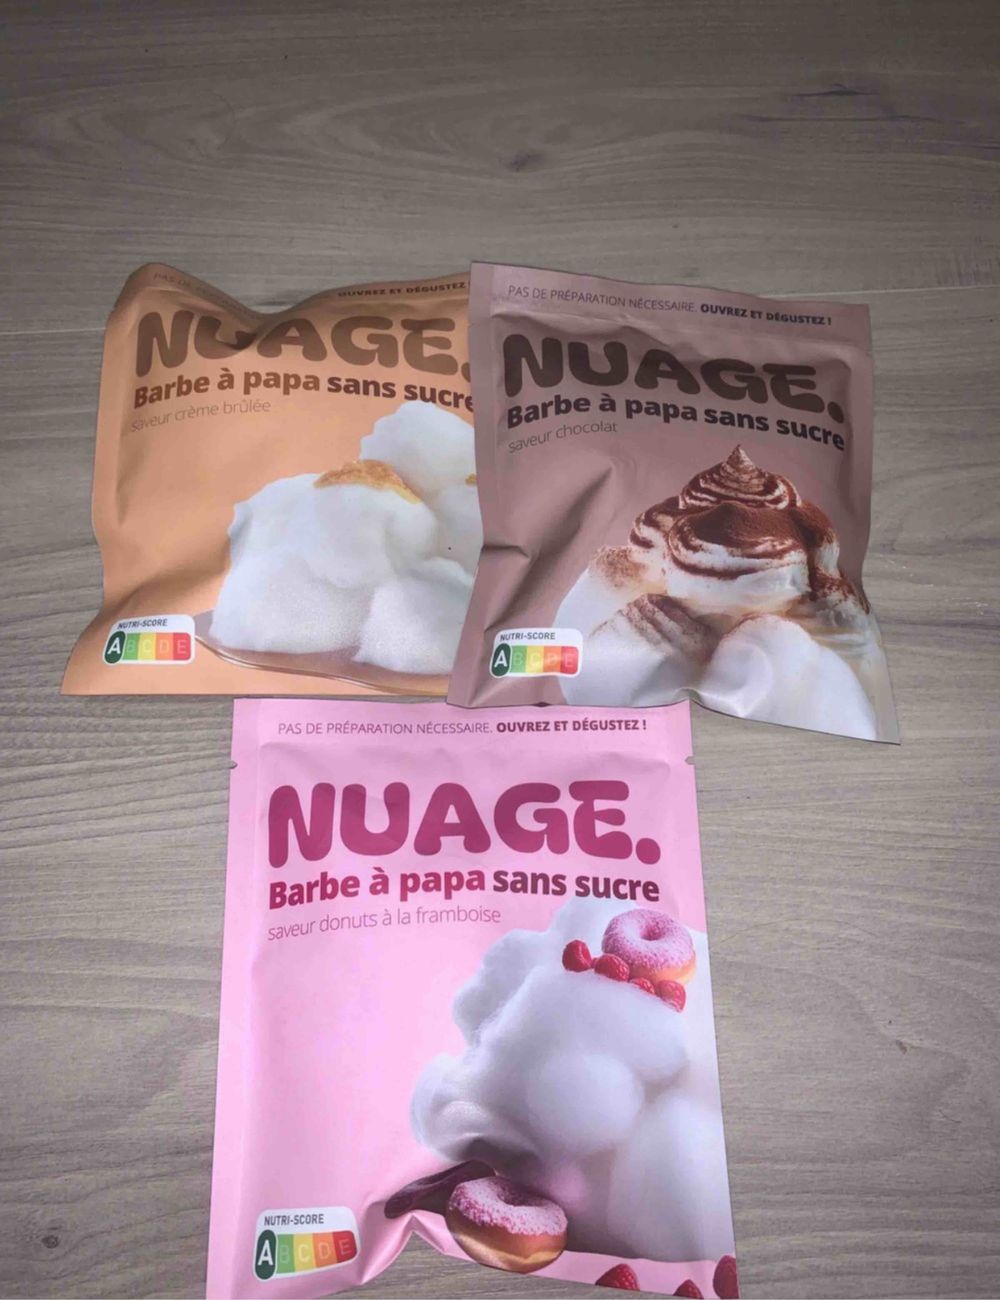 PAS DE
OUVREZ ET DÉGUSTEZ
NUAGE.
Barbe à papa sans sucre
saveur crème brûlée
NUTRI-SCORE
A B C D E
PAS DE PRÉPARATION NÉCESSAIRE. OUVREZ ET DÉGUSTEZ !
NUAGE.
Barbe à papa sans sucre
saveur chocolat
NUTRI-SCORE
A B C D E
PAS DE PRÉPARATION NÉCESSAIRE. OUVREZ ET DÉGUSTEZ !
NUAGE.
Barbe à papa sans sucre
saveur donuts à la framboise
NUTRI-SCORE
A B C D E